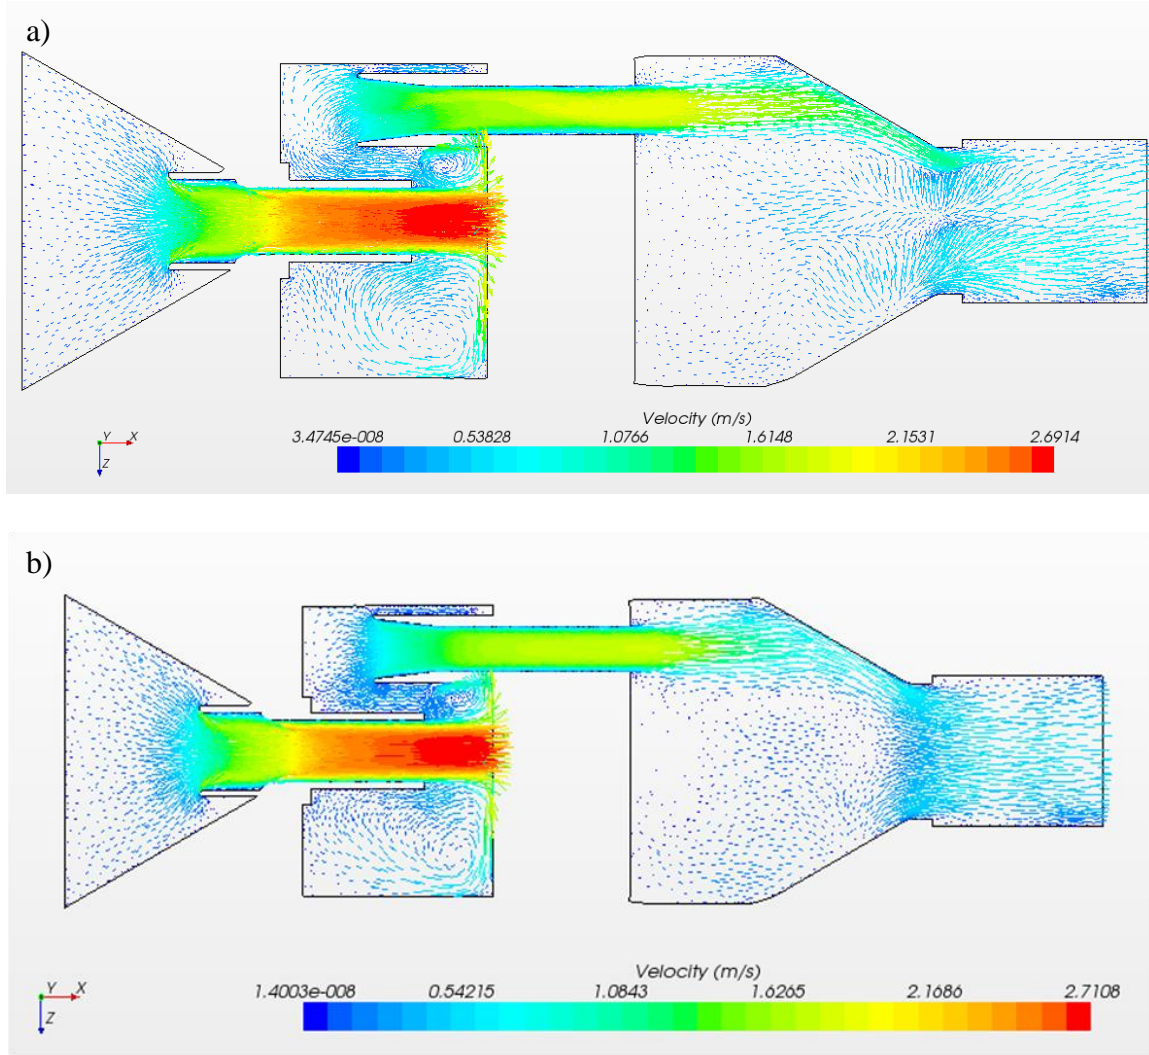 a)
Velocity (m/s)
3.4745e-008 0.53828 1.0766 1.6148 2.1531 2.6914
Y X
Z
b)
Velocity (m/s)
1.4003e-008 0.54215 1.0843 1.6265 2.1686 2.7108
Y X
Z